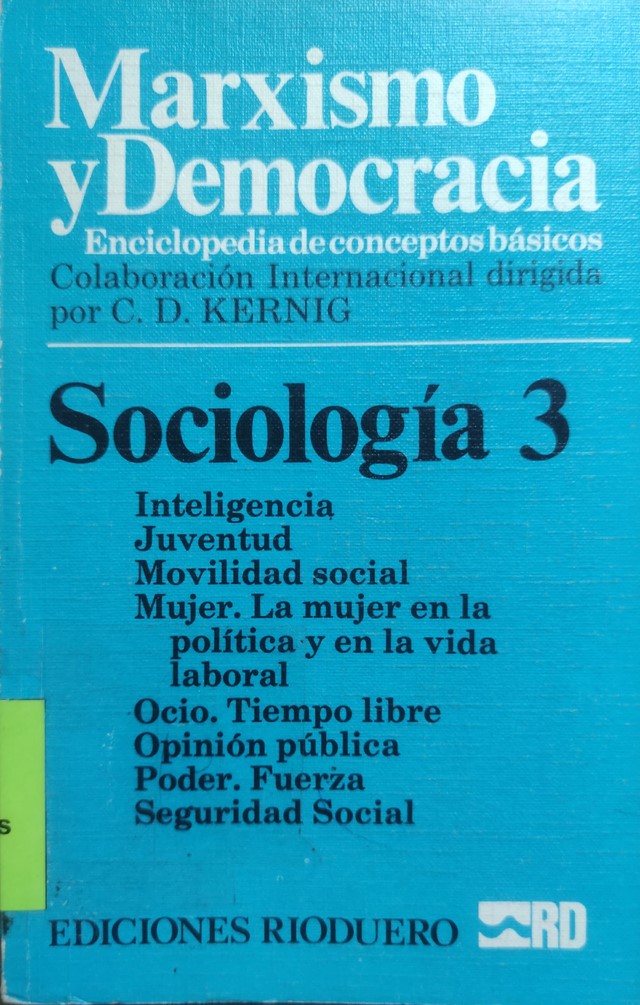 Marxismo
y Democracia
Enciclopedia de conceptos básicos
Colaboración Internacional dirigida
por C. D. KERNIG
Sociología 3
Inteligencia
Juventud
Movilidad social
Mujer. La mujer en la
política y en la vida
laboral
Ocio. Tiempo libre
Opinión pública
Poder. Fuerza
Seguridad Social
s
EDICIONES RIODUERO RD